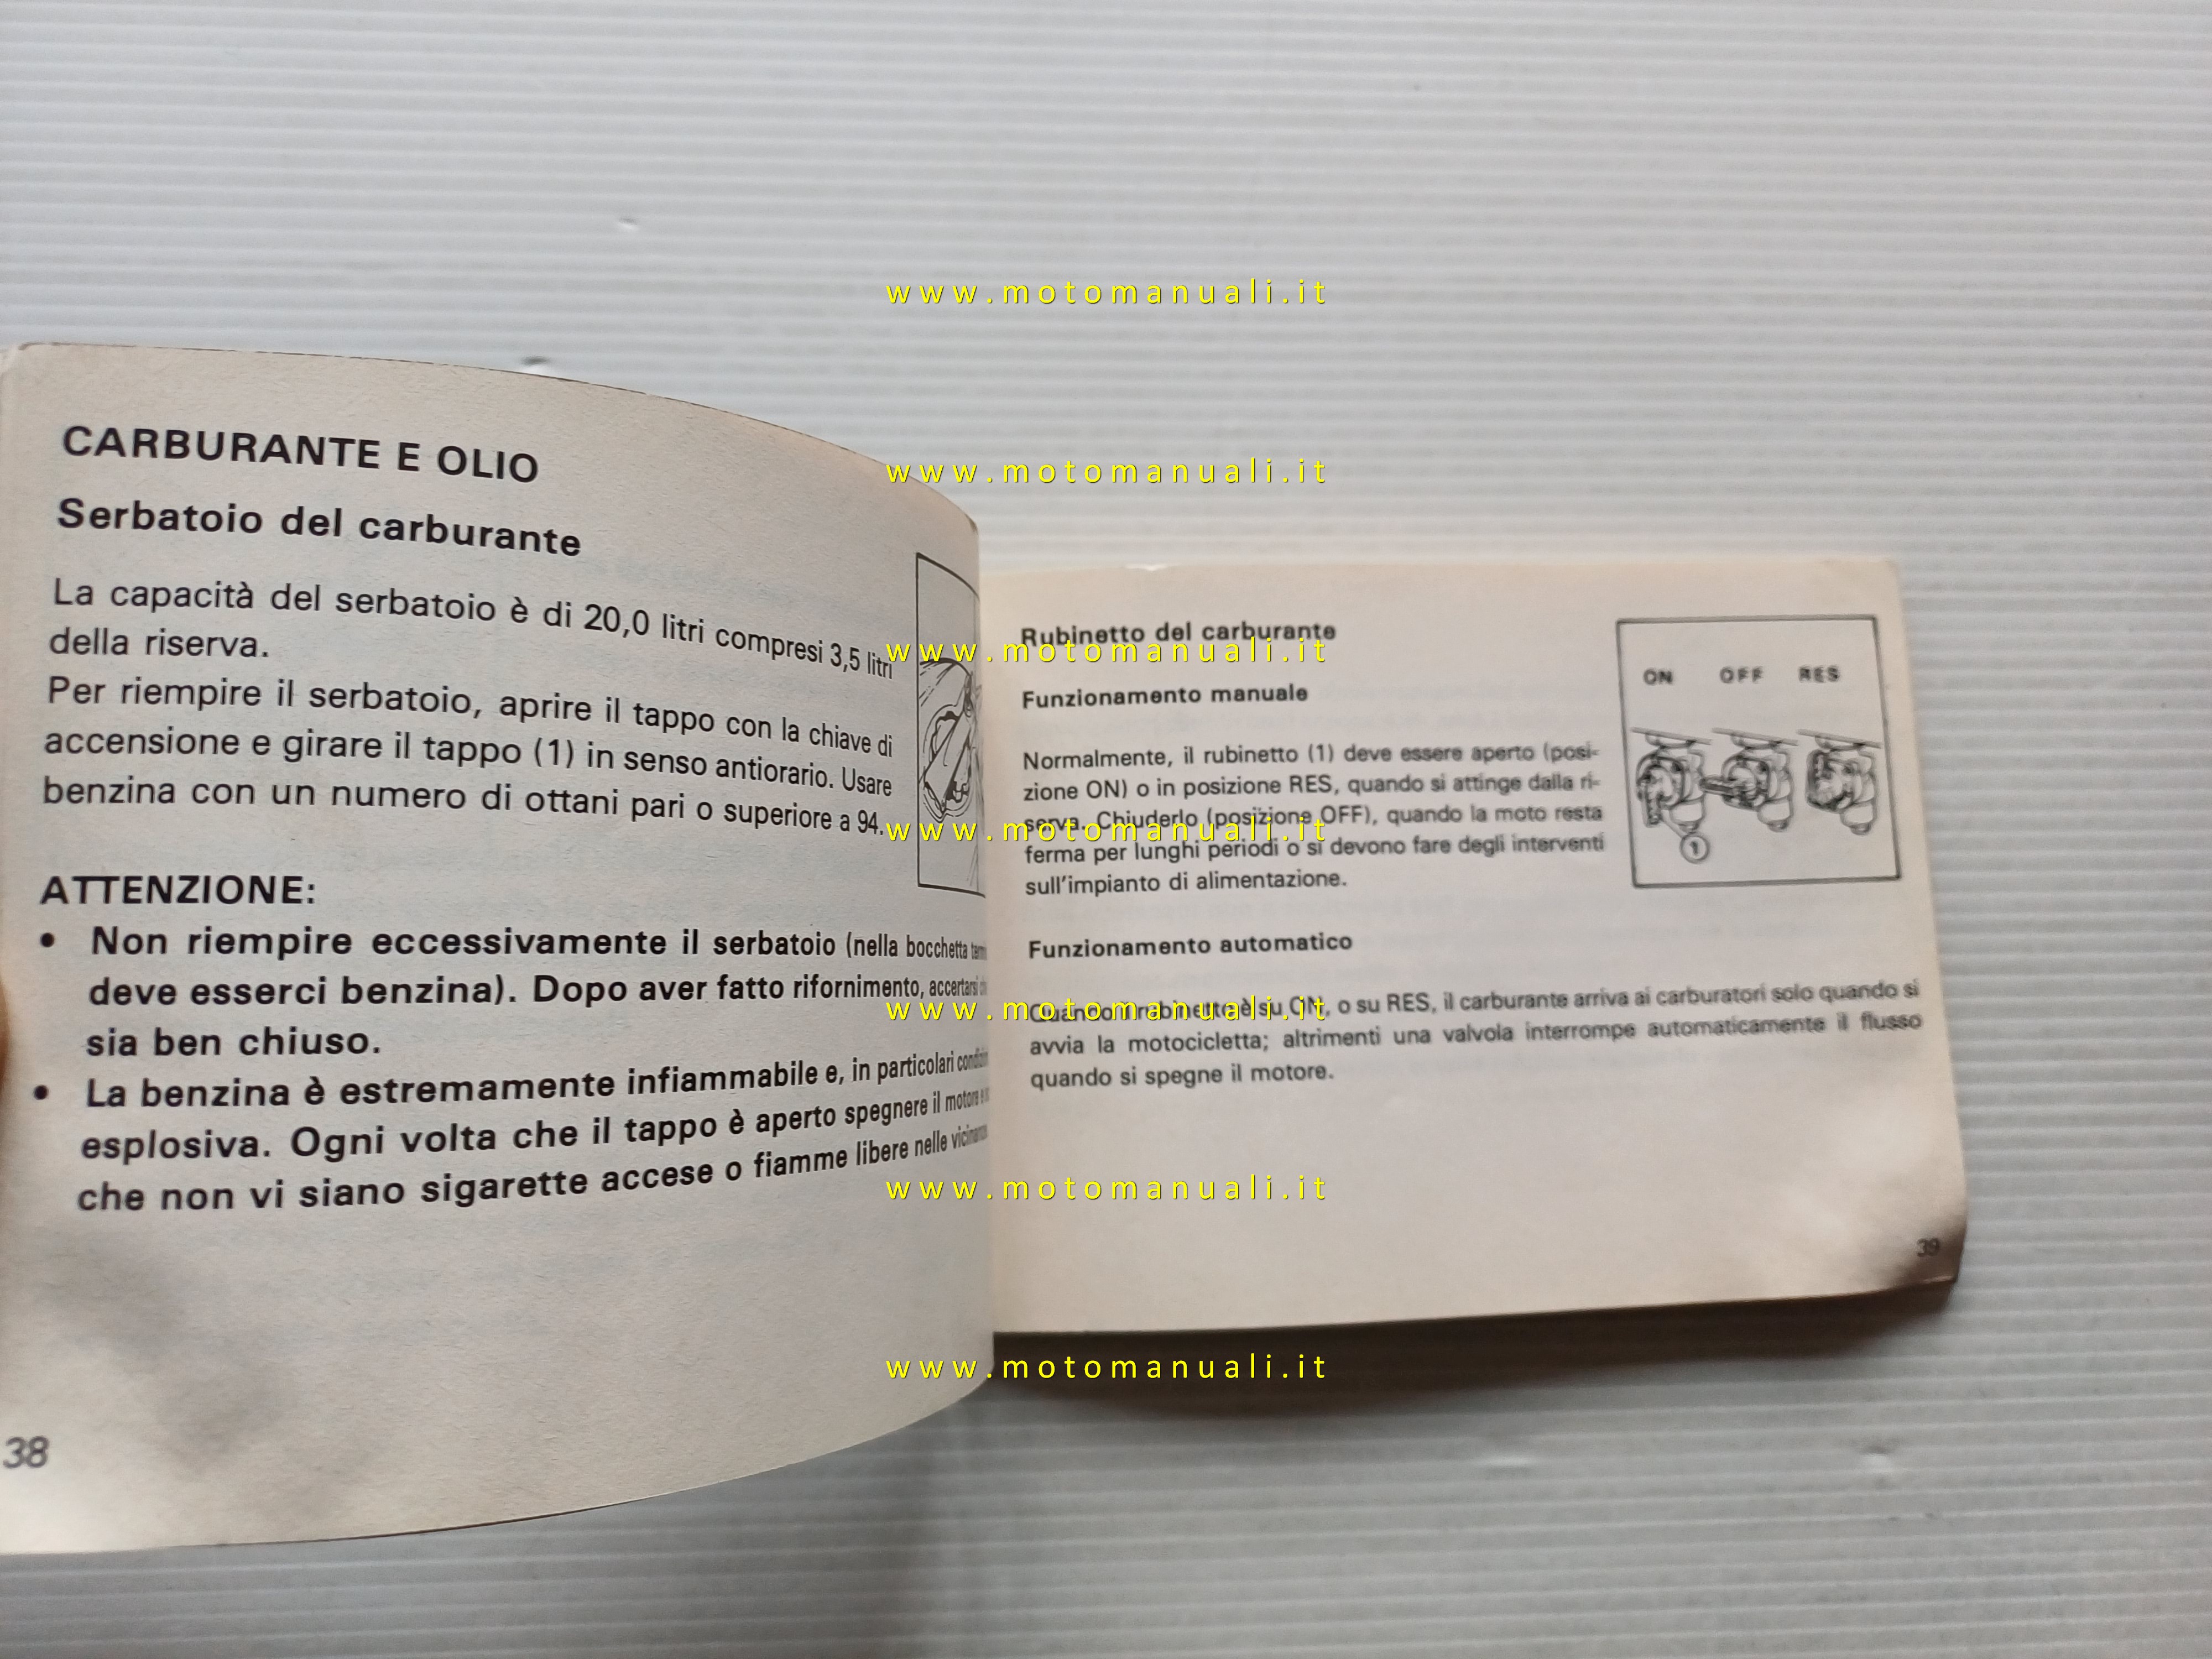 CARBURANTE E OLIO
Serbatoio del carburante
La capacità del serbatoio è di 20,0 litri compresi 3,5 litri
della riserva.
Per riempire il serbatoio, aprire il tappo con la chiave di
accensione e girare il tappo (1) in senso antiorario. Usare
benzina con un numero di ottani pari o superiore a 94.
ATTENZIONE:
• Non riempire eccessivamente il serbatoio (nella bocchetta
deve esserci benzina). Dopo aver fatto rifornimento, accertarsi
sia ben chiuso.
• La benzina è estremamente infiammabile e, in particolari
esplosiva. Ogni volta che il tappo è aperto spegnere il motore e
che non vi siano sigarette accese o fiamme libere nelle
38
Rubinetto del carburante
Funzionamento manuale
Normalmente, il rubinetto (1) deve essere aperto (posi-
zione ON) o in posizione RES, quando si attinge dalla ri-
serva. Chiuderlo (posizione OFF), quando la moto resta
ferma per lunghi periodi o si devono fare degli interventi
sull'impianto di alimentazione.
ON OFF RES
1
Funzionamento automatico
Quando il rubinetto è su ON, o su RES, il carburante arriva ai carburatori solo quando si
avvia la motocicletta; altrimenti una valvola interrompe automaticamente il flusso
quando si spegne il motore.
39
www.motomanuali.it
www.motomanuali.it
www.motomanuali.it
www.motomanuali.it
www.motomanuali.it
www.motomanuali.it
www.motomanuali.it